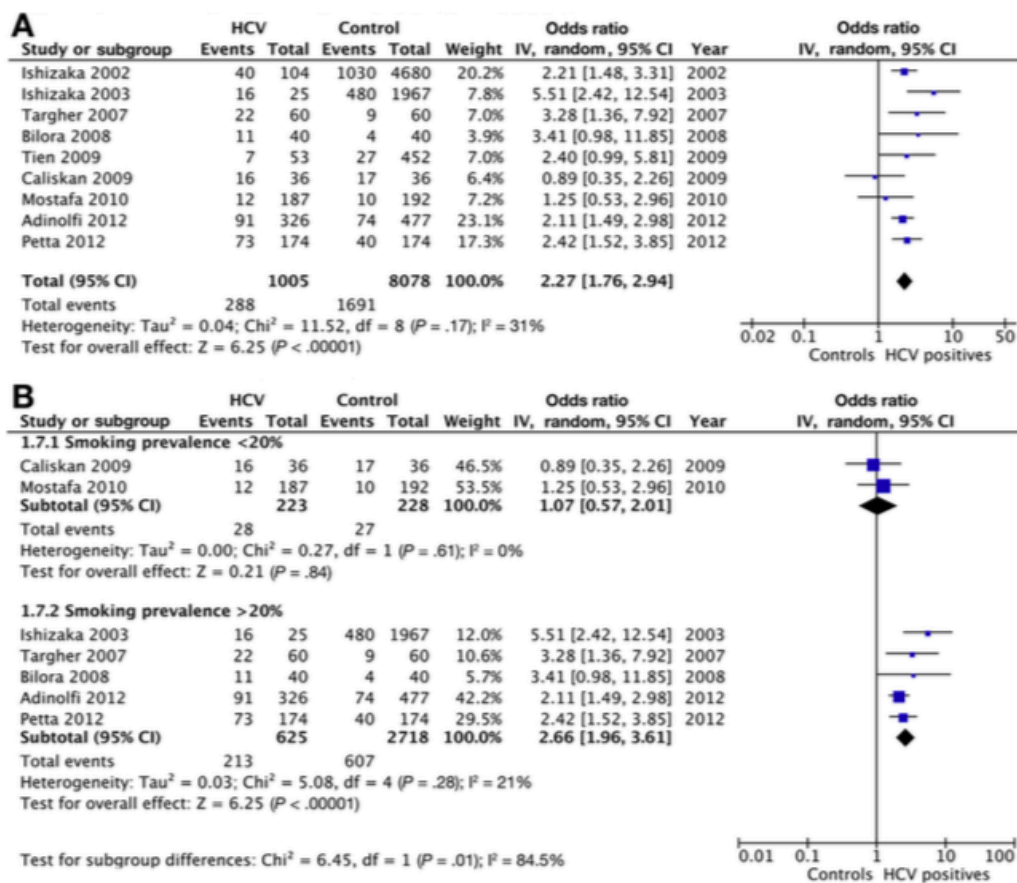 A HCV Control Odds ratio Odds ratio
Study or subgroup Events Total Events Total Weight IV, random, 95% CI Year IV, random, 95% CI
Ishizaka 2002 40 104 1030 4680 20.2% 2.21 [1.48, 3.31] 2002
Ishizaka 2003 16 25 480 1967 7.8% 5.51 [2.42, 12.54] 2003
Targher 2007 22 60 9 60 7.0% 3.28 [1.36, 7.92] 2007
Bilora 2008 11 40 4 40 3.9% 3.41 [0.98, 11.85] 2008
Tien 2009 7 53 27 452 7.0% 2.40 [0.99, 5.81] 2009
Caliskan 2009 16 36 17 36 6.4% 0.89 [0.35, 2.26] 2009
Mostafa 2010 12 187 10 192 7.2% 1.25 [0.53, 2.96] 2010
Adinolfi 2012 91 326 74 477 23.1% 2.11 [1.49, 2.98] 2012
Petta 2012 73 174 40 174 17.3% 2.42 [1.52, 3.85] 2012
Total (95% CI) 1005 8078 100.0% 2.27 [1.76, 2.94]
Total events 288 1691
Heterogeneity: Tau² = 0.04; Chi² = 11.52, df = 8 (P = .17); I² = 31%
Test for overall effect: Z = 6.25 (P < .00001)
0.02 0.1 1 10 50
Controls HCV positives
B HCV Control Odds ratio Odds ratio
Study or subgroup Events Total Events Total Weight IV, random, 95% CI Year IV, random, 95% CI
1.7.1 Smoking prevalence <20%
Caliskan 2009 16 36 17 36 46.5% 0.89 [0.35, 2.26] 2009
Mostafa 2010 12 187 10 192 53.5% 1.25 [0.53, 2.96] 2010
Subtotal (95% CI) 223 228 100.0% 1.07 [0.57, 2.01]
Total events 28 27
Heterogeneity: Tau² = 0.00; Chi² = 0.27, df = 1 (P = .61); I² = 0%
Test for overall effect: Z = 0.21 (P = .84)
1.7.2 Smoking prevalence >20%
Ishizaka 2003 16 25 480 1967 12.0% 5.51 [2.42, 12.54] 2003
Targher 2007 22 60 9 60 10.6% 3.28 [1.36, 7.92] 2007
Bilora 2008 11 40 4 40 5.7% 3.41 [0.98, 11.85] 2008
Adinolfi 2012 91 326 74 477 42.2% 2.11 [1.49, 2.98] 2012
Petta 2012 73 174 40 174 29.5% 2.42 [1.52, 3.85] 2012
Subtotal (95% CI) 625 2718 100.0% 2.66 [1.96, 3.61]
Total events 213 607
Heterogeneity: Tau² = 0.03; Chi² = 5.08, df = 4 (P = .28); I² = 21%
Test for overall effect: Z = 6.25 (P < .00001)
Test for subgroup differences: Chi² = 6.45, df = 1 (P = .01); I² = 84.5%
0.01 0.1 1 10 100
Controls HCV positives